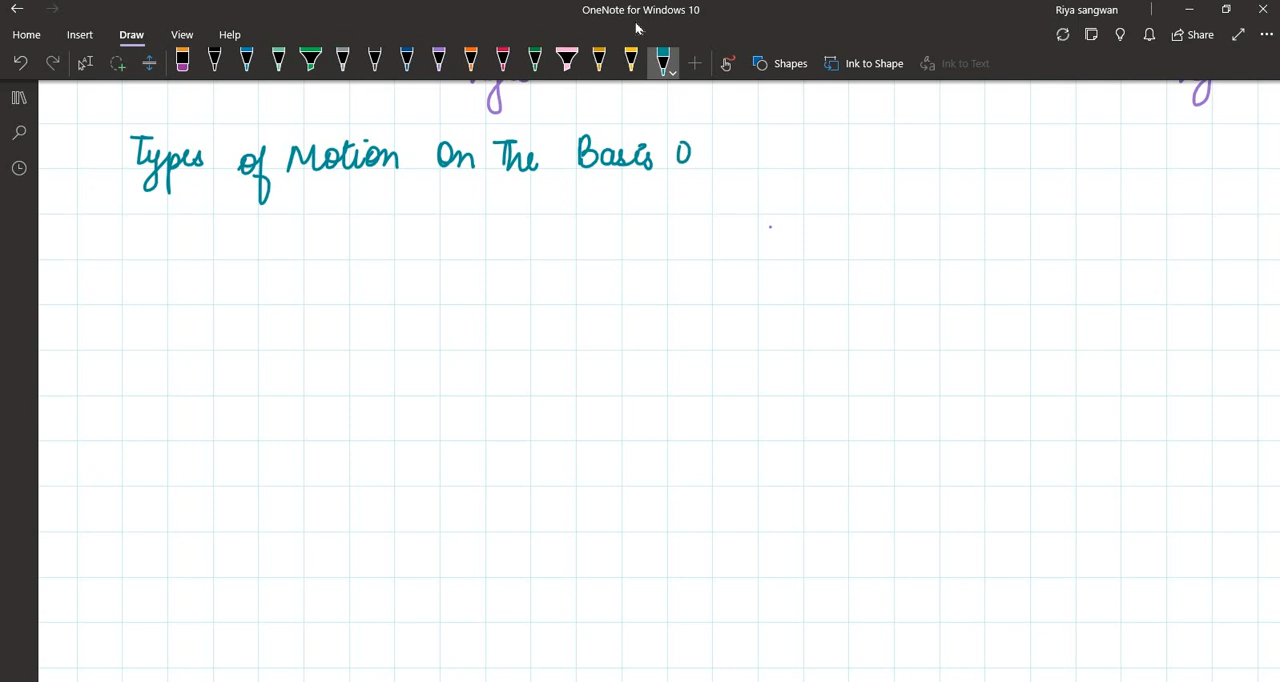 OneNote for Windows 10
Riya sangwan
Home Insert Draw View Help
Share
Shapes Ink to Shape Ink to Text
Types of Motion On The Basis O